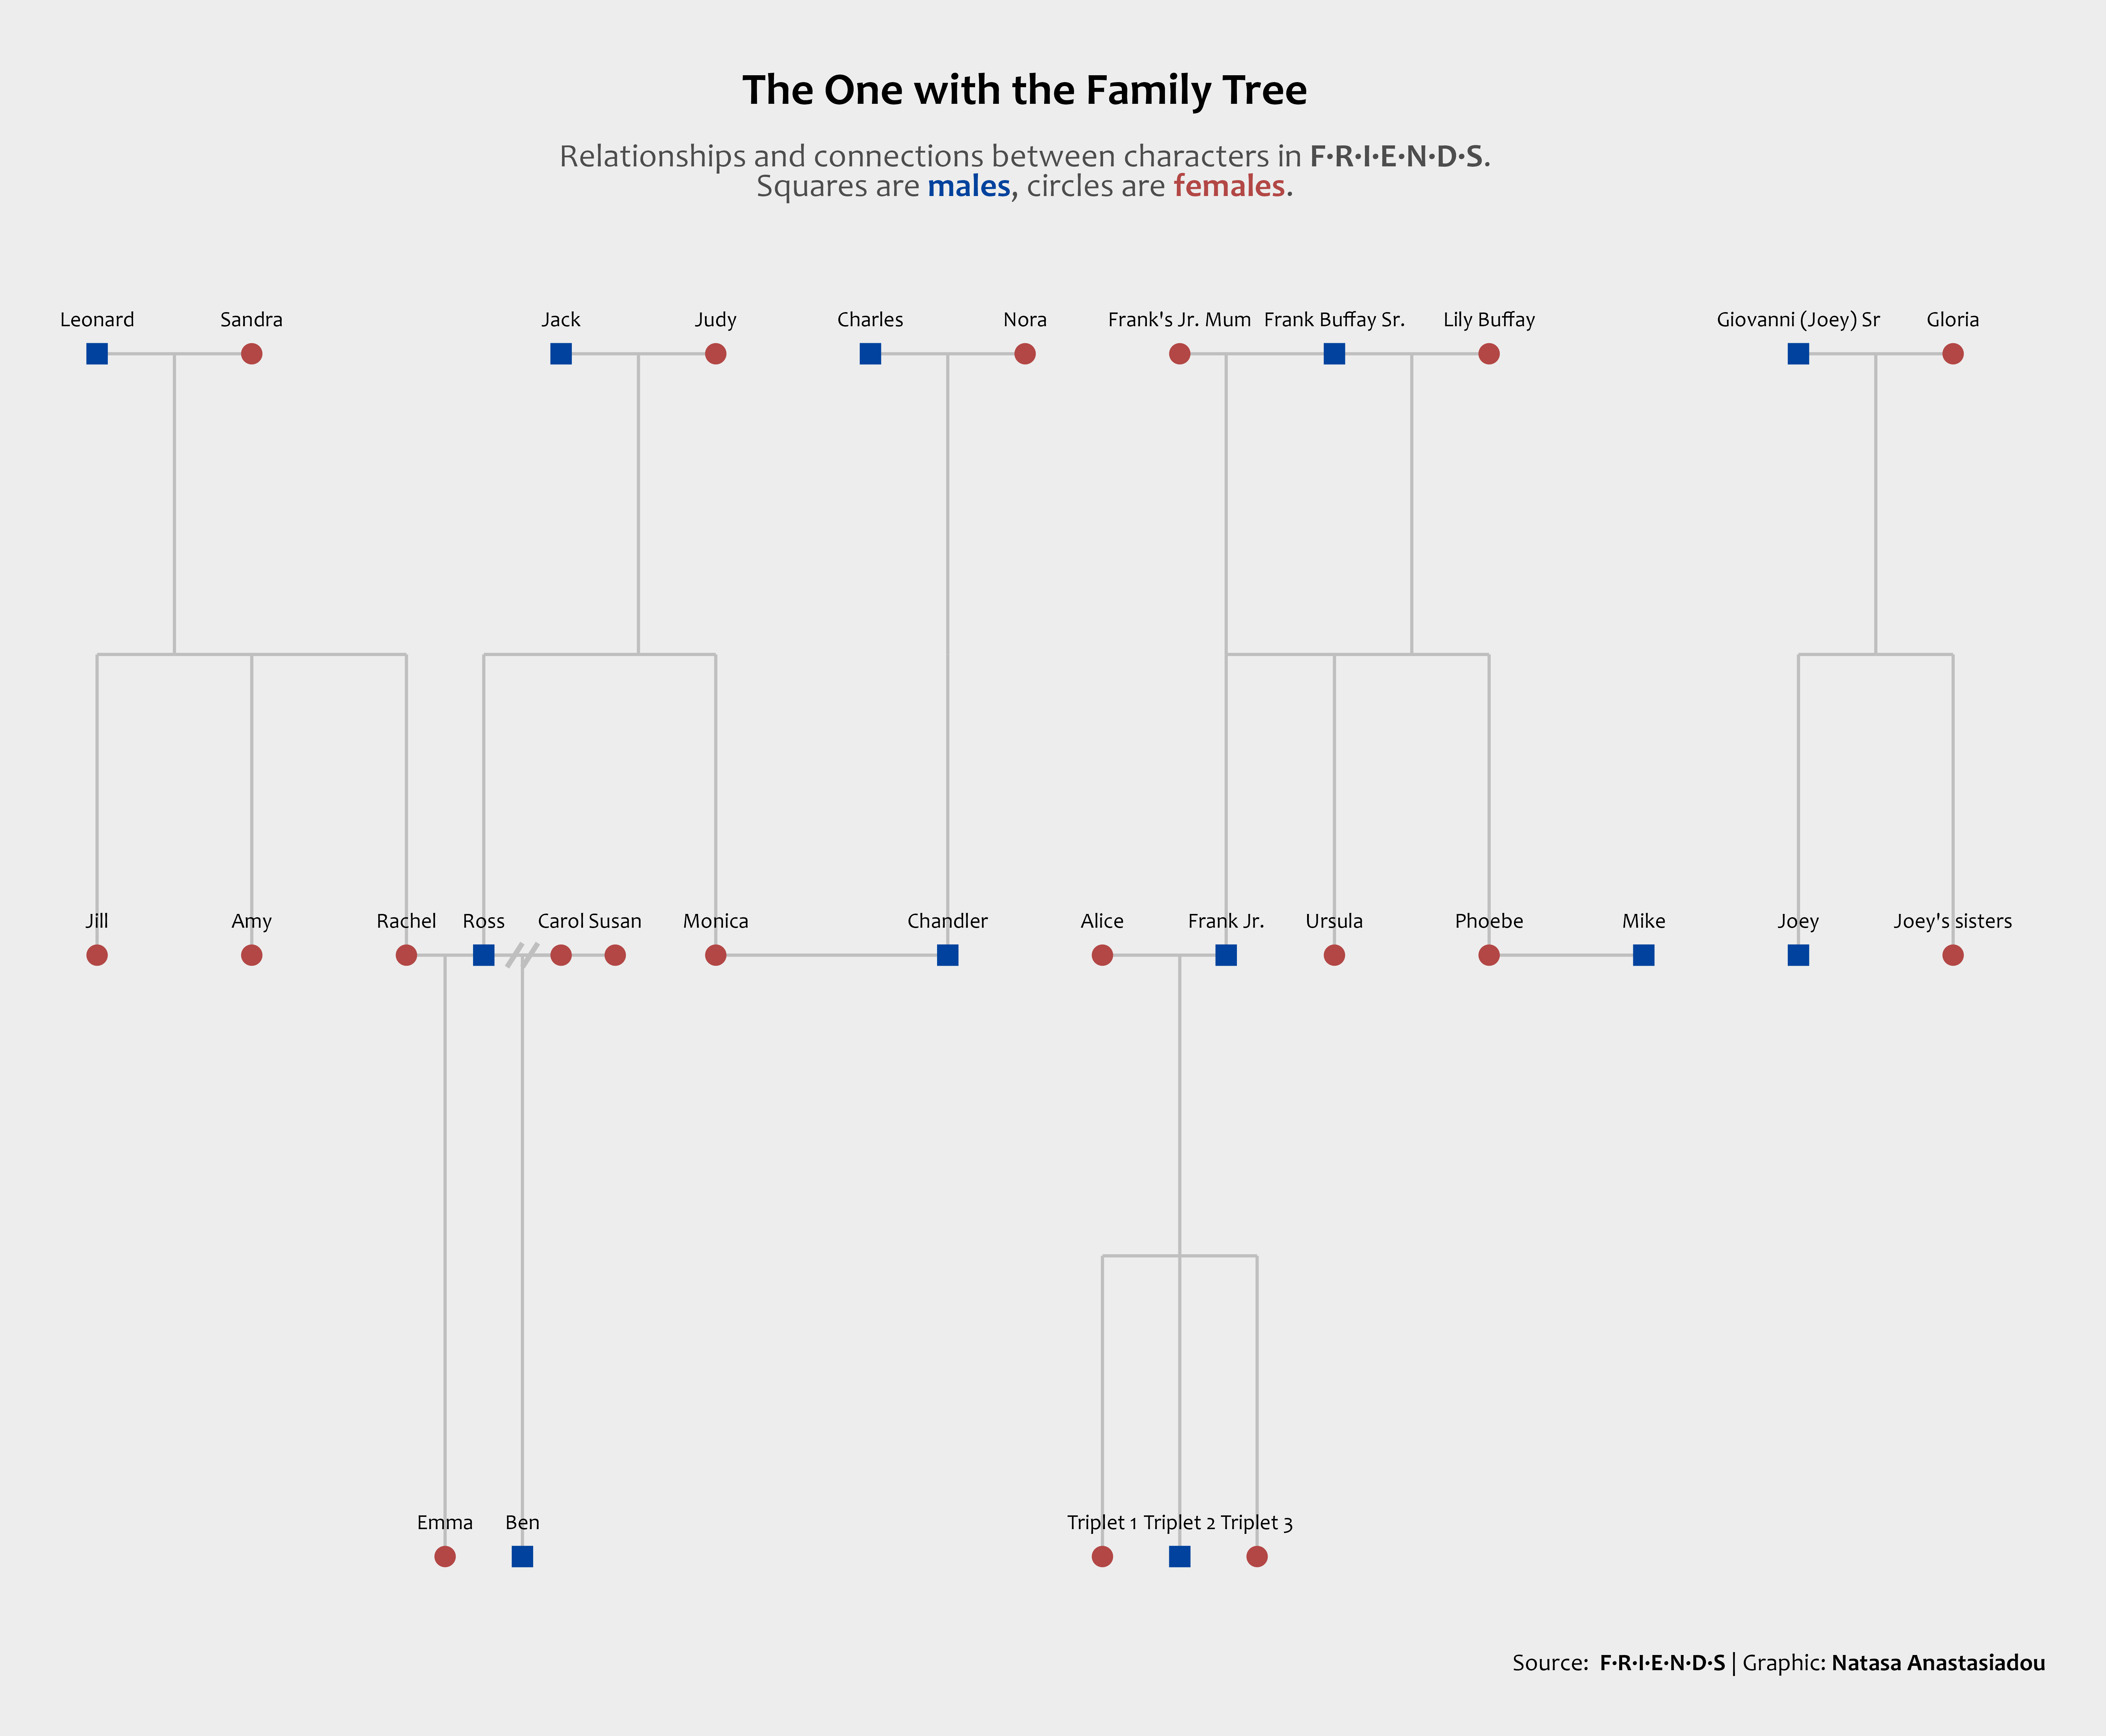 The One with the Family Tree
Relationships and connections between characters in F·R·I·E·N·D·S.
Squares are males, circles are females.
Leonard Sandra Jack Judy Charles Nora Frank's Jr. Mum Frank Buffay Sr. Lily Buffay Giovanni (Joey) Sr Gloria
Jill Amy Rachel Ross Carol Susan Monica Chandler Alice Frank Jr. Ursula Phoebe Mike Joey Joey's sisters
Emma Ben Triplet 1 Triplet 2 Triplet 3
Source: F·R·I·E·N·D·S | Graphic: Natasa Anastasiadou